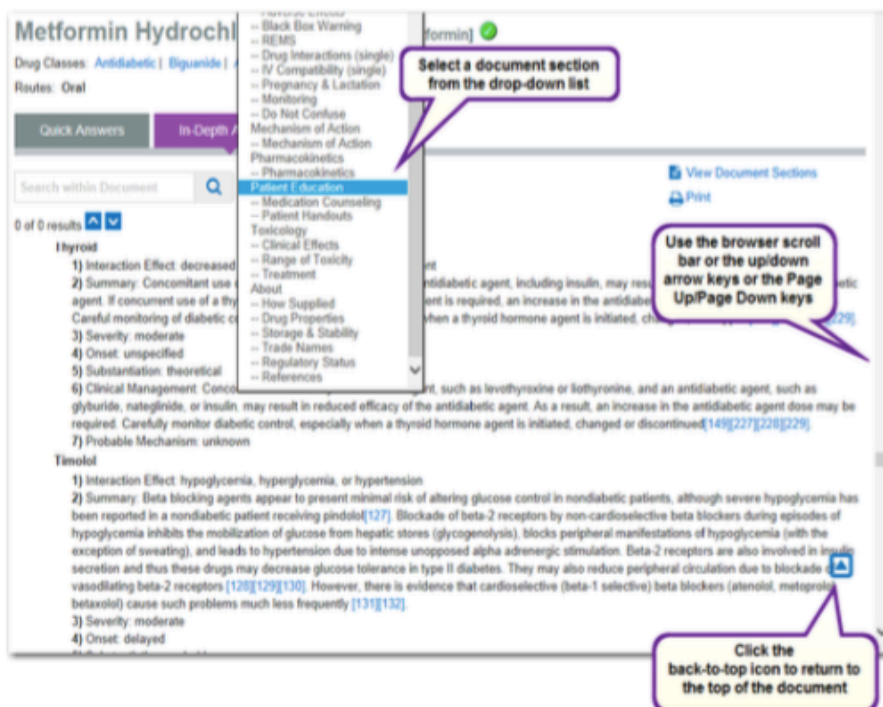 -- Adverse Effects
Metformin Hydrochl
-- Black Box Warning
formin]
-- REMS
-- Drug Interactions (single)
Drug Classes: Antidiabetic | Biguanide |
-- IV Compatibility (single)
-- Pregnancy & Lactation
Routes: Oral
-- Monitoring
-- Do Not Confuse
Mechanism of Action
-- Mechanism of Action
Pharmacokinetics
-- Pharmacokinetics
Patient Education
-- Medication Counseling
-- Patient Handouts
Toxicology
-- Clinical Effects
-- Range of Toxicity
-- Treatment
About
-- How Supplied
-- Drug Properties
-- Storage & Stability
-- Trade Names
-- Regulatory Status
-- References
Select a document section
from the drop-down list
Quick Answers
In-Depth A
Search within Document
View Document Sections
Print
0 of 0 results
Use the browser scroll
bar or the up/down
arrow keys or the Page
Up/Page Down keys
Thyroid
1) Interaction Effect: decreased nt
2) Summary: Concomitant use ntidiabetic agent, including insulin, may resu etic
agent. If concurrent use of a thy ent is required, an increase in the antidiabe
Careful monitoring of diabetic co when a thyroid hormone agent is initiated, cha 229].
3) Severity: moderate
4) Onset: unspecified
5) Substantiation: theoretical
6) Clinical Management: Conco nt, such as levothyroxine or liothyronine, and an antidiabetic agent, such as
glyburide, nateglinide, or insulin, may result in reduced efficacy of the antidiabetic agent. As a result, an increase in the antidiabetic agent dose may be
required. Carefully monitor diabetic control, especially when a thyroid hormone agent is initiated, changed or discontinued[149][227][228][229].
7) Probable Mechanism: unknown
Timolol
1) Interaction Effect: hypoglycemia, hyperglycemia, or hypertension
2) Summary: Beta blocking agents appear to present minimal risk of altering glucose control in nondiabetic patients, although severe hypoglycemia has
been reported in a nondiabetic patient receiving pindolol[127]. Blockade of beta-2 receptors by non-cardioselective beta blockers during episodes of
hypoglycemia inhibits the mobilization of glucose from hepatic stores (glycogenolysis), blocks peripheral manifestations of hypoglycemia (with the
exception of sweating), and leads to hypertension due to intense unopposed alpha adrenergic stimulation. Beta-2 receptors are also involved in insulin
secretion and thus these drugs may decrease glucose tolerance in type II diabetes. They may also reduce peripheral circulation due to blockade
vasodilating beta-2 receptors [128][129][130]. However, there is evidence that cardioselective (beta-1 selective) beta blockers (atenolol, metoprolol
betaxolol) cause such problems much less frequently [131][132].
3) Severity: moderate
4) Onset: delayed
Click the
back-to-top icon to return to
the top of the document